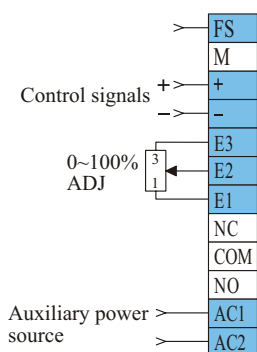 FS
M
Control signals + +
− −
E3
0~100% 3 E2
ADJ 1 E1
NC
COM
NO
Auxiliary power AC1
source AC2